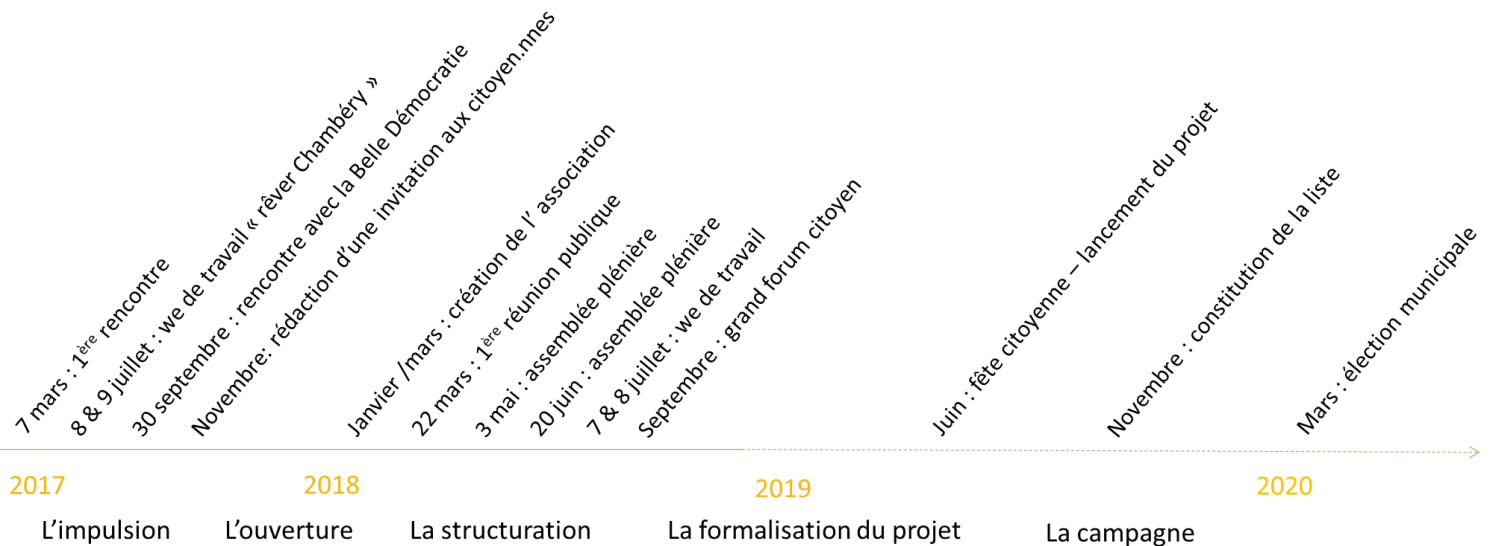 7 mars : 1ère rencontre
8 & 9 juillet : we de travail « rêver Chambéry »
30 septembre : rencontre avec la Belle Démocratie
Novembre: rédaction d'une invitation aux citoyen.nnes
Janvier /mars : création de l' association
22 mars : 1ère réunion publique
3 mai : assemblée plénière
20 juin : assemblée plénière
7 & 8 juillet : we de travail
Septembre : grand forum citoyen
Juin : fête citoyenne – lancement du projet
Novembre : constitution de la liste
Mars : élection municipale
2017 2018 2019 2020
L'impulsion L'ouverture La structuration La formalisation du projet La campagne